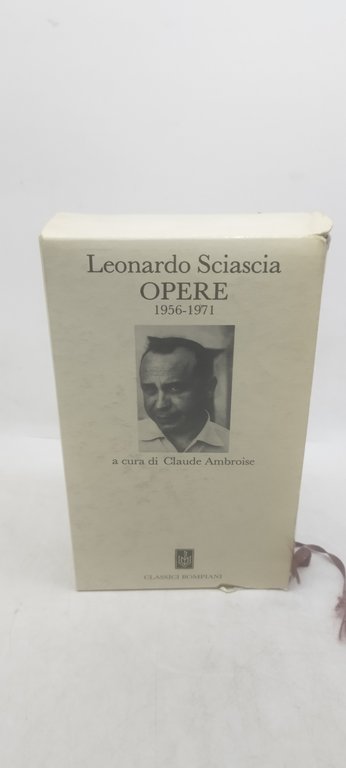 Leonardo Sciascia
OPERE
1956-1971
a cura di Claude Ambroise
CLASSICI BOMPIANI